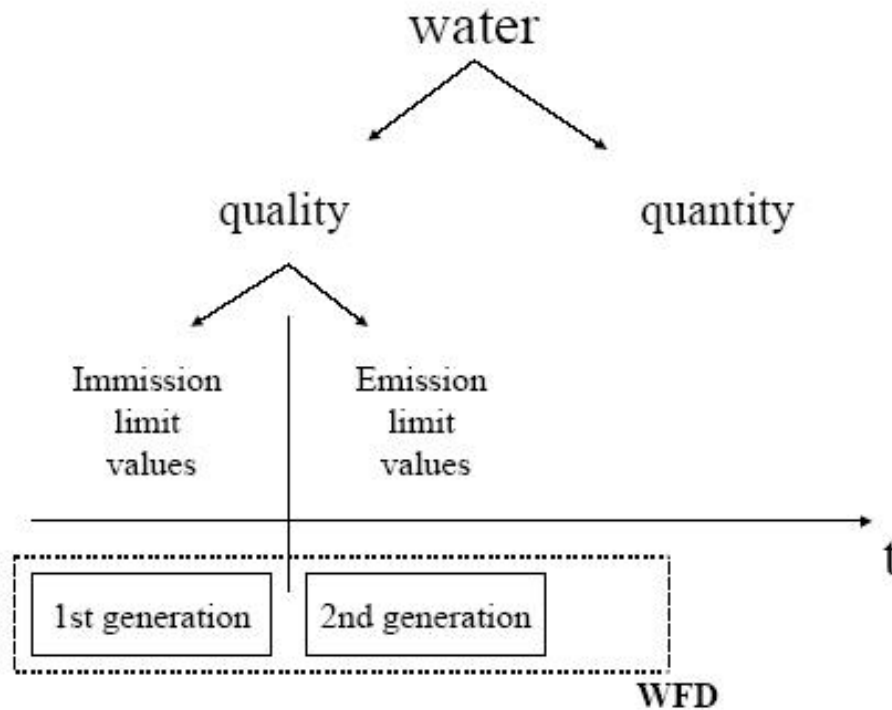 water
quality
quantity
Immission
limit
values
Emission
limit
values
t
1st generation
2nd generation
WFD